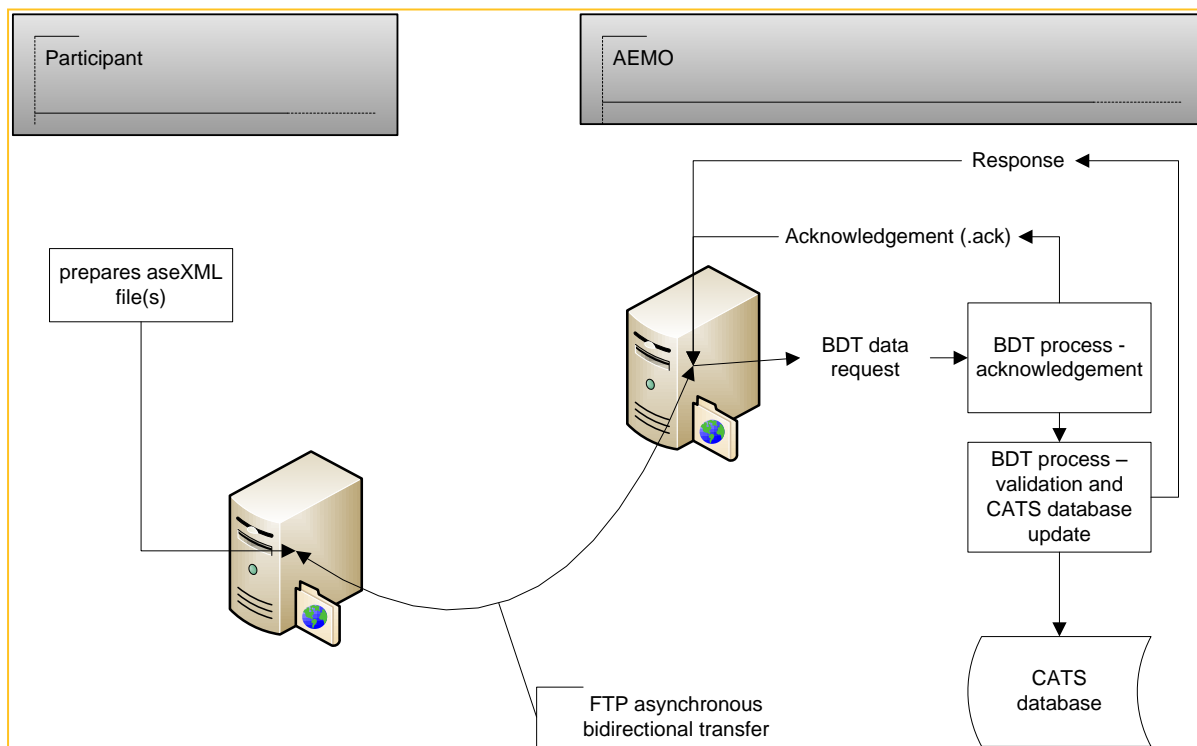 Participant
AEMO
Response
Acknowledgement (.ack)
prepares aseXML
file(s)
BDT data
request
BDT process -
acknowledgement
BDT process –
validation and
CATS database
update
CATS
database
FTP asynchronous
bidirectional transfer